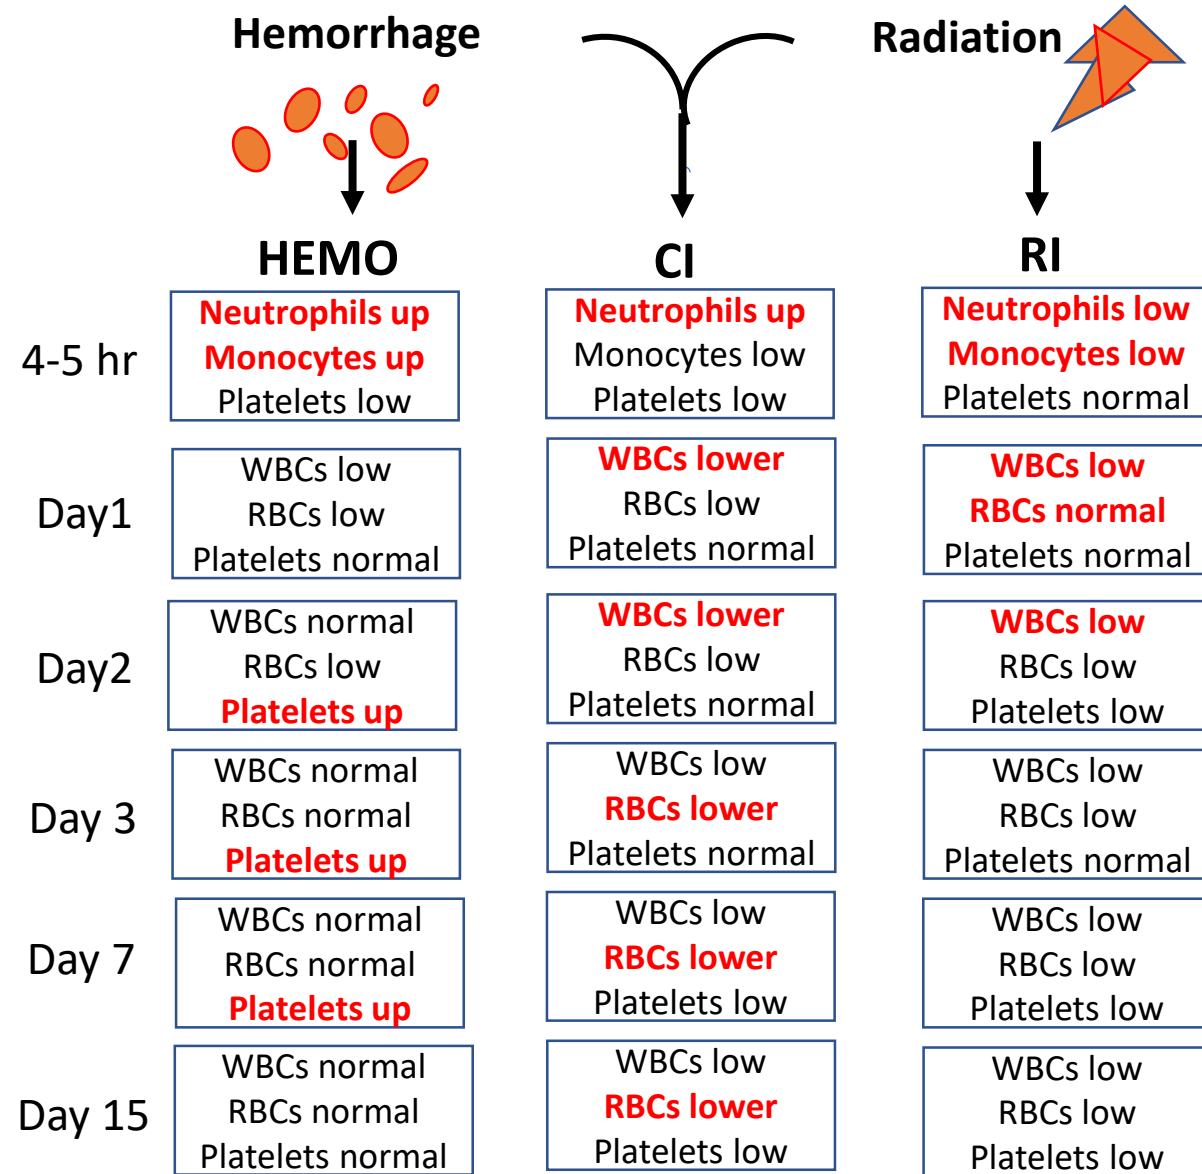 Hemorrhage
Radiation
HEMO
CI
RI
4-5 hr
Neutrophils up
Monocytes up
Platelets low
Neutrophils up
Monocytes low
Platelets low
Neutrophils low
Monocytes low
Platelets normal
Day1
WBCs low
RBCs low
Platelets normal
WBCs lower
RBCs low
Platelets normal
WBCs low
RBCs normal
Platelets normal
Day2
WBCs normal
RBCs low
Platelets up
WBCs lower
RBCs low
Platelets normal
WBCs low
RBCs low
Platelets low
Day 3
WBCs normal
RBCs normal
Platelets up
WBCs low
RBCs lower
Platelets normal
WBCs low
RBCs low
Platelets normal
Day 7
WBCs normal
RBCs normal
Platelets up
WBCs low
RBCs lower
Platelets low
WBCs low
RBCs low
Platelets low
Day 15
WBCs normal
RBCs normal
Platelets normal
WBCs low
RBCs lower
Platelets low
WBCs low
RBCs low
Platelets low